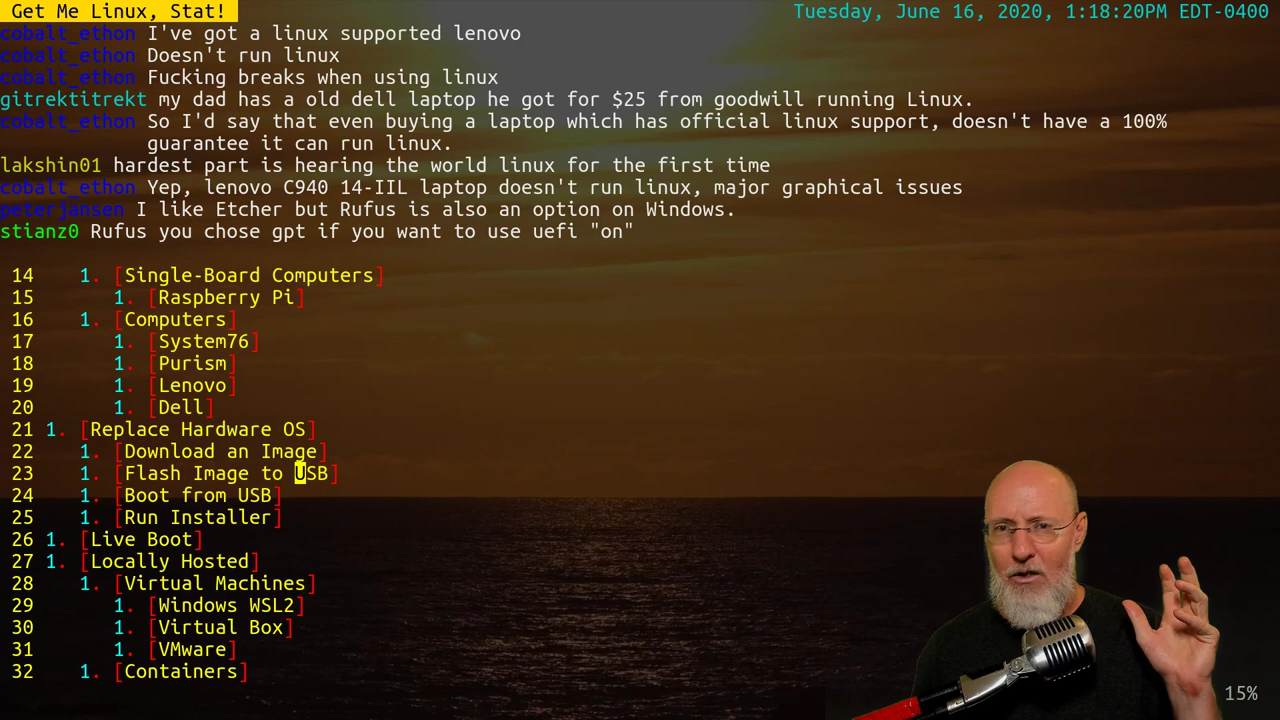 Get Me Linux, Stat!
Tuesday, June 16, 2020, 1:18:20PM EDT-0400
cobalt_ethon I've got a linux supported lenovo
cobalt_ethon Doesn't run linux
cobalt_ethon Fucking breaks when using linux
gitrektitrekt my dad has a old dell laptop he got for $25 from goodwill running Linux.
cobalt_ethon So I'd say that even buying a laptop which has official linux support, doesn't have a 100%
guarantee it can run linux.
lakshin01 hardest part is hearing the world linux for the first time
cobalt_ethon Yep, lenovo C940 14-IIL laptop doesn't run linux, major graphical issues
peterjansen I like Etcher but Rufus is also an option on Windows.
stianz0 Rufus you chose gpt if you want to use uefi "on"
14 1. [Single-Board Computers]
15 1. [Raspberry Pi]
16 1. [Computers]
17 1. [System76]
18 1. [Purism]
19 1. [Lenovo]
20 1. [Dell]
21 1. [Replace Hardware OS]
22 1. [Download an Image]
23 1. [Flash Image to USB]
24 1. [Boot from USB]
25 1. [Run Installer]
26 1. [Live Boot]
27 1. [Locally Hosted]
28 1. [Virtual Machines]
29 1. [Windows WSL2]
30 1. [Virtual Box]
31 1. [VMware]
32 1. [Containers]
15%